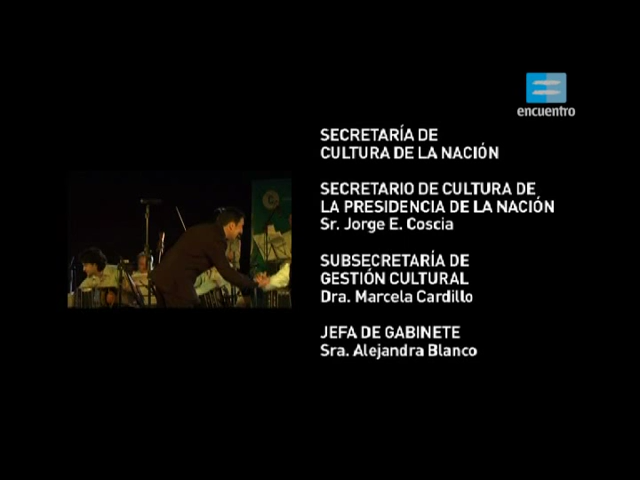 encuentro
SECRETARÍA DE
CULTURA DE LA NACIÓN
SECRETARIO DE CULTURA DE
LA PRESIDENCIA DE LA NACIÓN
Sr. Jorge E. Coscia
SUBSECRETARÍA DE
GESTIÓN CULTURAL
Dra. Marcela Cardillo
JEFA DE GABINETE
Sra. Alejandra Blanco